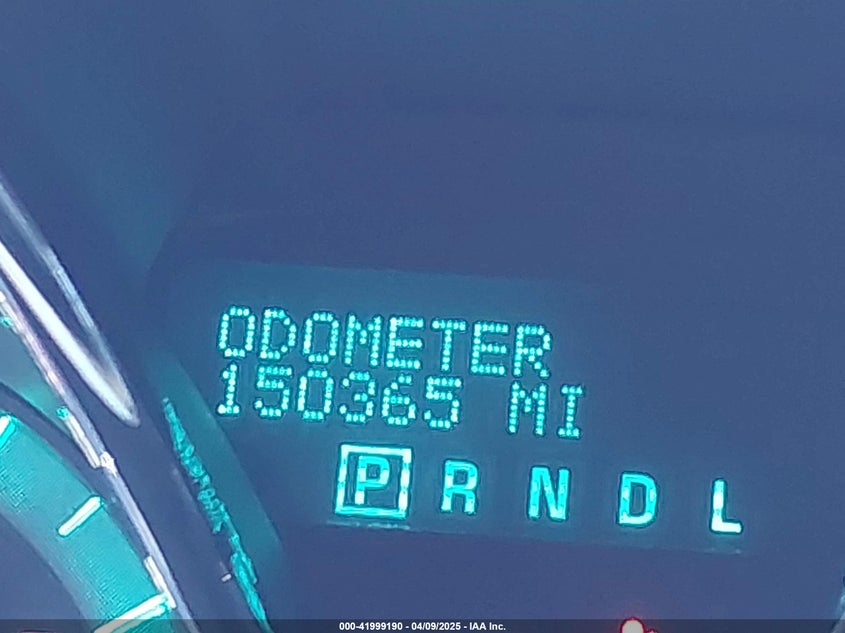 ODOMETER
150365 MI
P R N D L
000-41999190 - 04/09/2025 - IAA Inc.